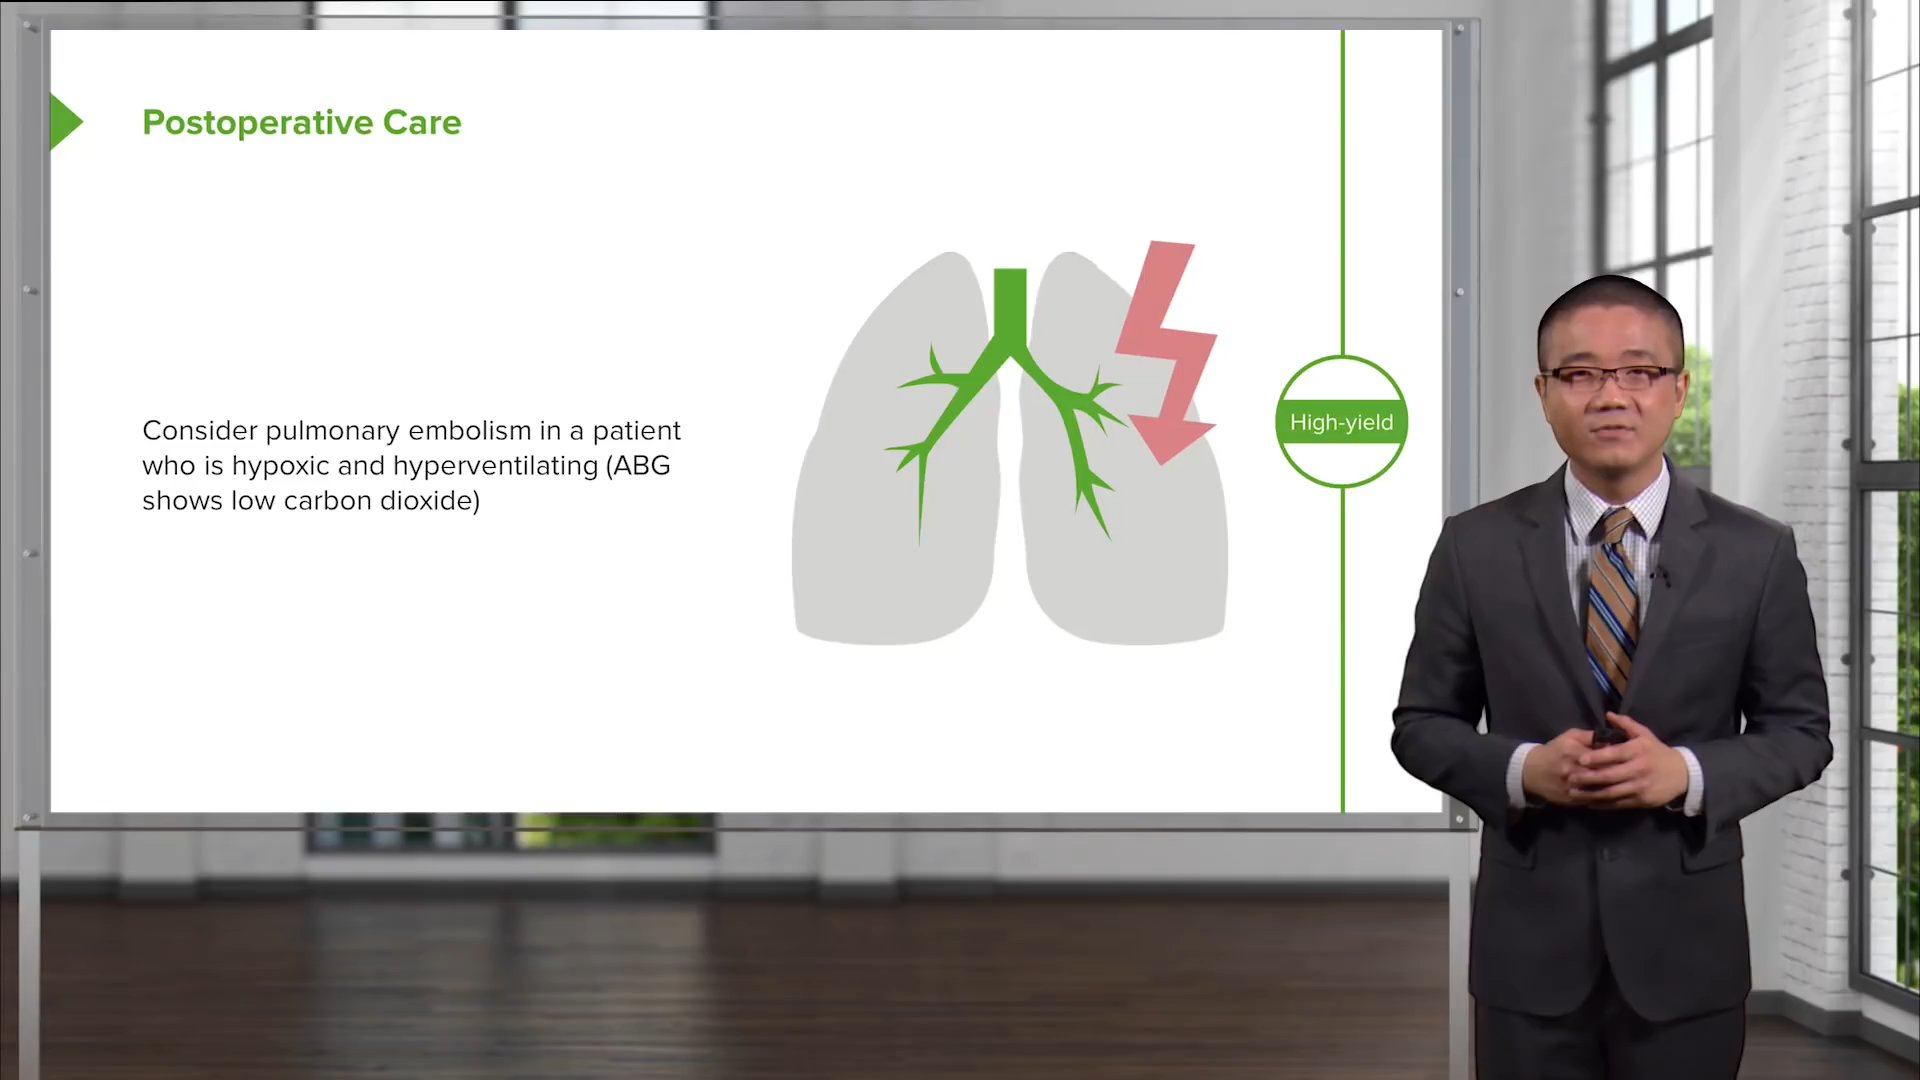 Postoperative Care
Consider pulmonary embolism in a patient
who is hypoxic and hyperventilating (ABG
shows low carbon dioxide)
High-yield